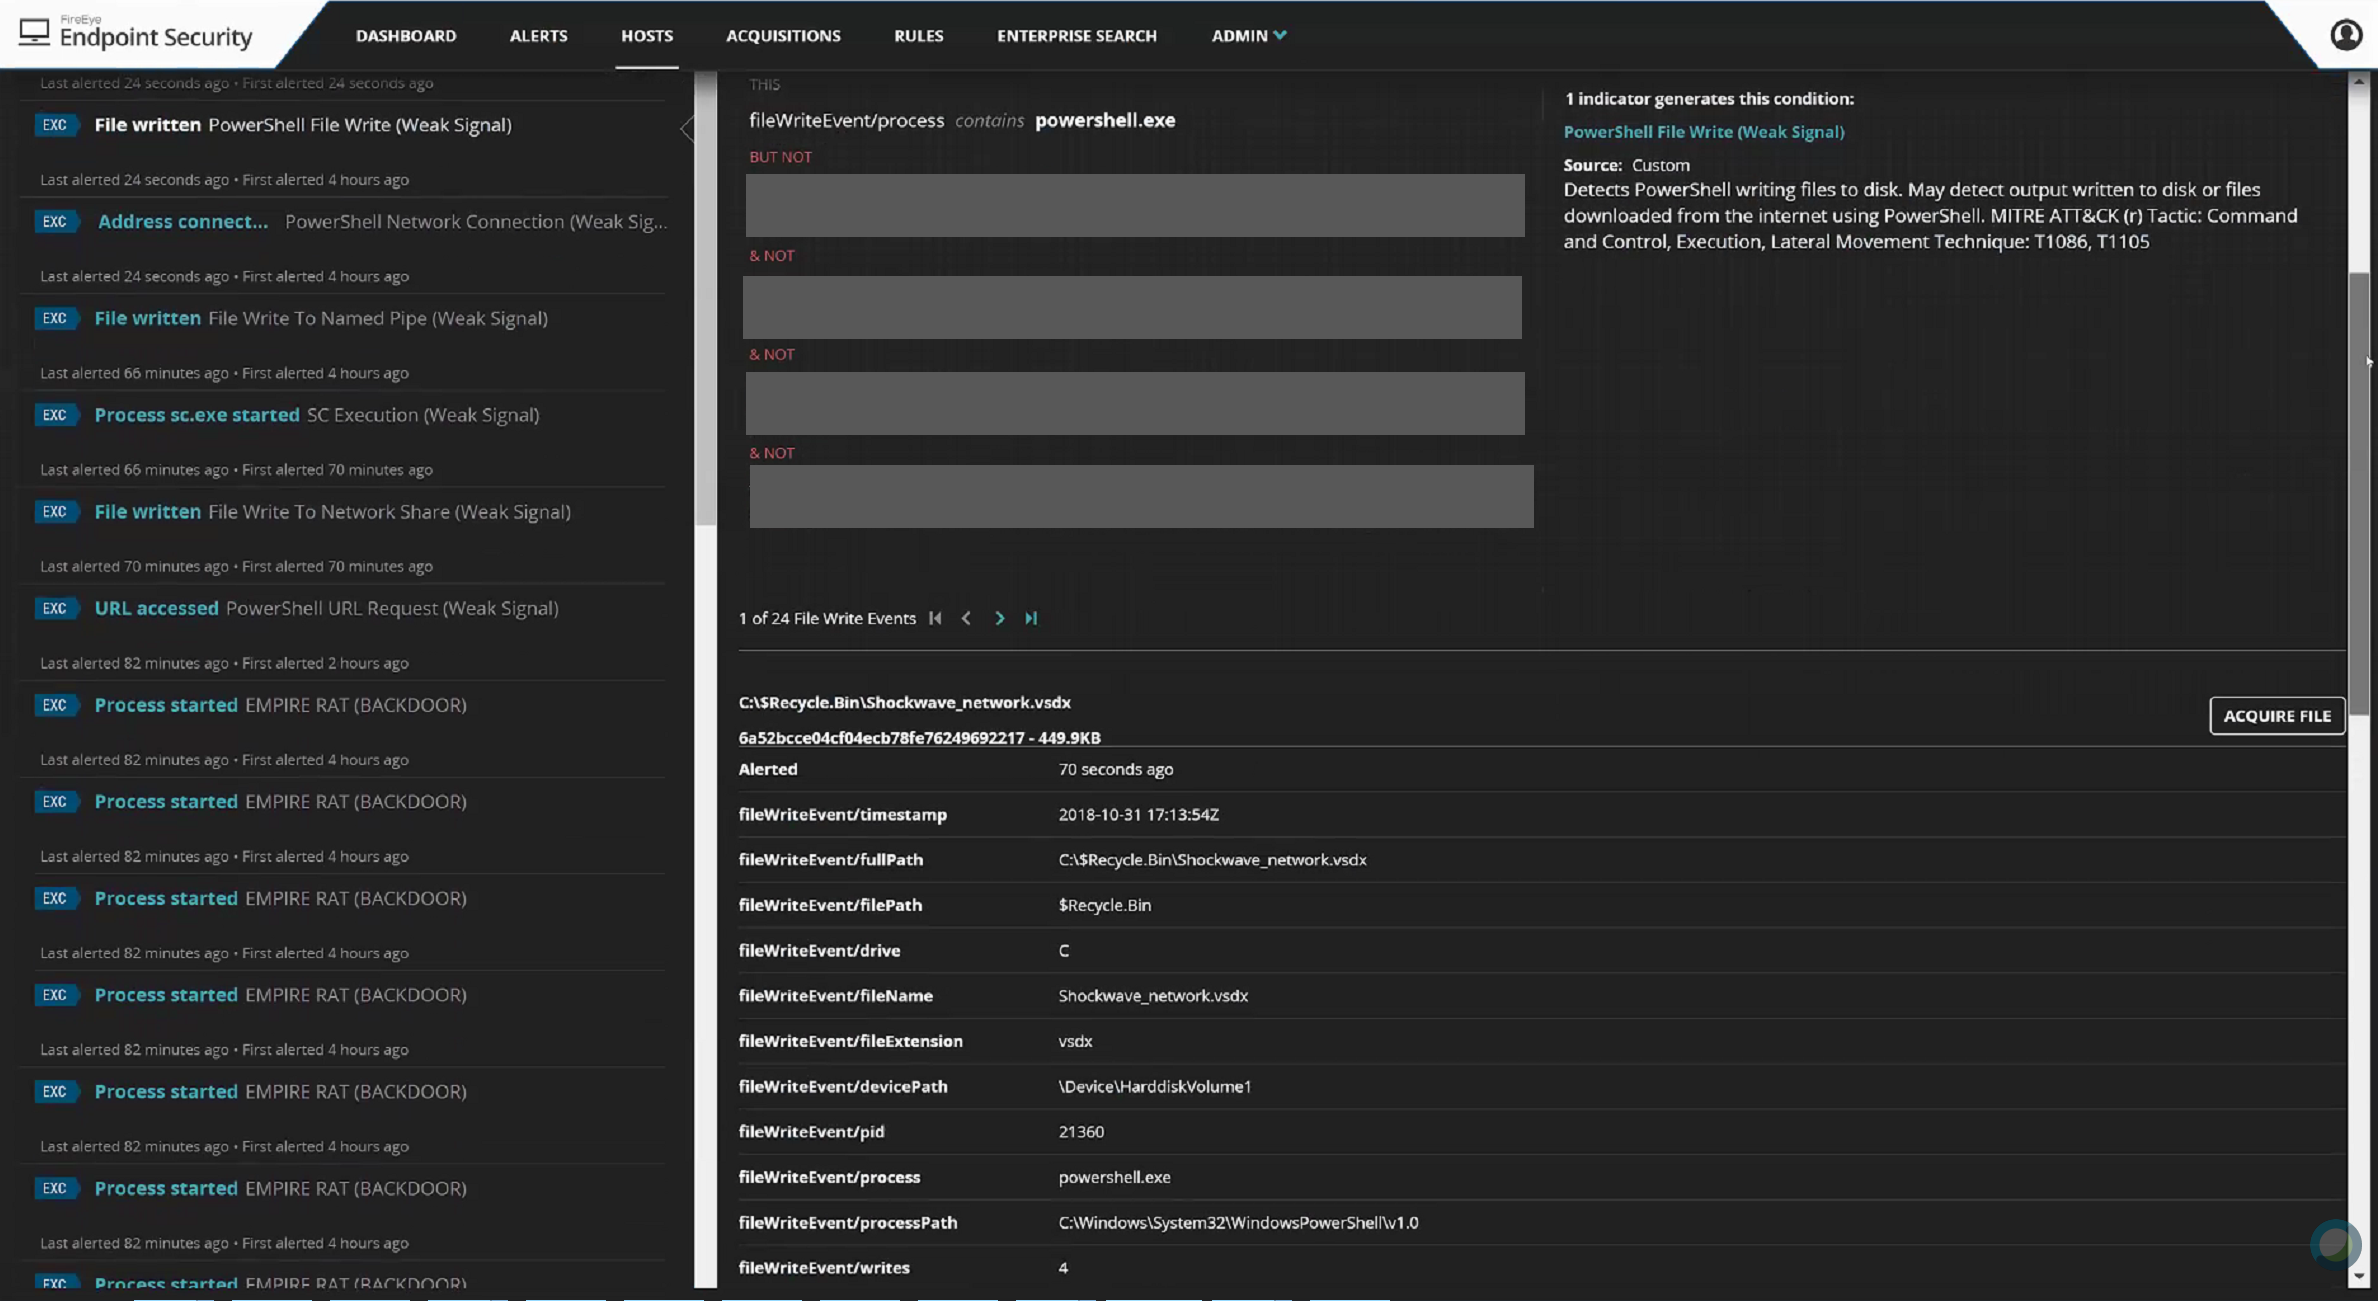 FireEye
Endpoint Security
DASHBOARD
ALERTS
HOSTS
ACQUISITIONS
RULES
ENTERPRISE SEARCH
ADMIN
Last alerted 24 seconds ago • First alerted 24 seconds ago
EXC File written PowerShell File Write (Weak Signal)
Last alerted 24 seconds ago • First alerted 4 hours ago
EXC Address connect... PowerShell Network Connection (Weak Sig...
Last alerted 24 seconds ago • First alerted 4 hours ago
EXC File written File Write To Named Pipe (Weak Signal)
Last alerted 66 minutes ago • First alerted 4 hours ago
EXC Process sc.exe started SC Execution (Weak Signal)
Last alerted 66 minutes ago • First alerted 70 minutes ago
EXC File written File Write To Network Share (Weak Signal)
Last alerted 70 minutes ago • First alerted 70 minutes ago
EXC URL accessed PowerShell URL Request (Weak Signal)
Last alerted 82 minutes ago • First alerted 2 hours ago
EXC Process started EMPIRE RAT (BACKDOOR)
Last alerted 82 minutes ago • First alerted 4 hours ago
EXC Process started EMPIRE RAT (BACKDOOR)
Last alerted 82 minutes ago • First alerted 4 hours ago
EXC Process started EMPIRE RAT (BACKDOOR)
Last alerted 82 minutes ago • First alerted 4 hours ago
EXC Process started EMPIRE RAT (BACKDOOR)
Last alerted 82 minutes ago • First alerted 4 hours ago
EXC Process started EMPIRE RAT (BACKDOOR)
Last alerted 82 minutes ago • First alerted 4 hours ago
EXC Process started EMPIRE RAT (BACKDOOR)
Last alerted 82 minutes ago • First alerted 4 hours ago
EXC Process started EMPIRE RAT (BACKDOOR)
THIS
fileWriteEvent/process contains powershell.exe
BUT NOT
& NOT
& NOT
& NOT
1 indicator generates this condition:
PowerShell File Write (Weak Signal)
Source: Custom
Detects PowerShell writing files to disk. May detect output written to disk or files
downloaded from the internet using PowerShell. MITRE ATT&CK (r) Tactic: Command
and Control, Execution, Lateral Movement Technique: T1086, T1105
1 of 24 File Write Events
C:\$Recycle.Bin\Shockwave_network.vsdx
6a52bcce04cf04ecb78fe76249692217 - 449.9KB
ACQUIRE FILE
Alerted 70 seconds ago
fileWriteEvent/timestamp 2018-10-31 17:13:54Z
fileWriteEvent/fullPath C:\$Recycle.Bin\Shockwave_network.vsdx
fileWriteEvent/filePath $Recycle.Bin
fileWriteEvent/drive C
fileWriteEvent/fileName Shockwave_network.vsdx
fileWriteEvent/fileExtension vsdx
fileWriteEvent/devicePath \Device\HarddiskVolume1
fileWriteEvent/pid 21360
fileWriteEvent/process powershell.exe
fileWriteEvent/processPath C:\Windows\System32\WindowsPowerShell\v1.0
fileWriteEvent/writes 4